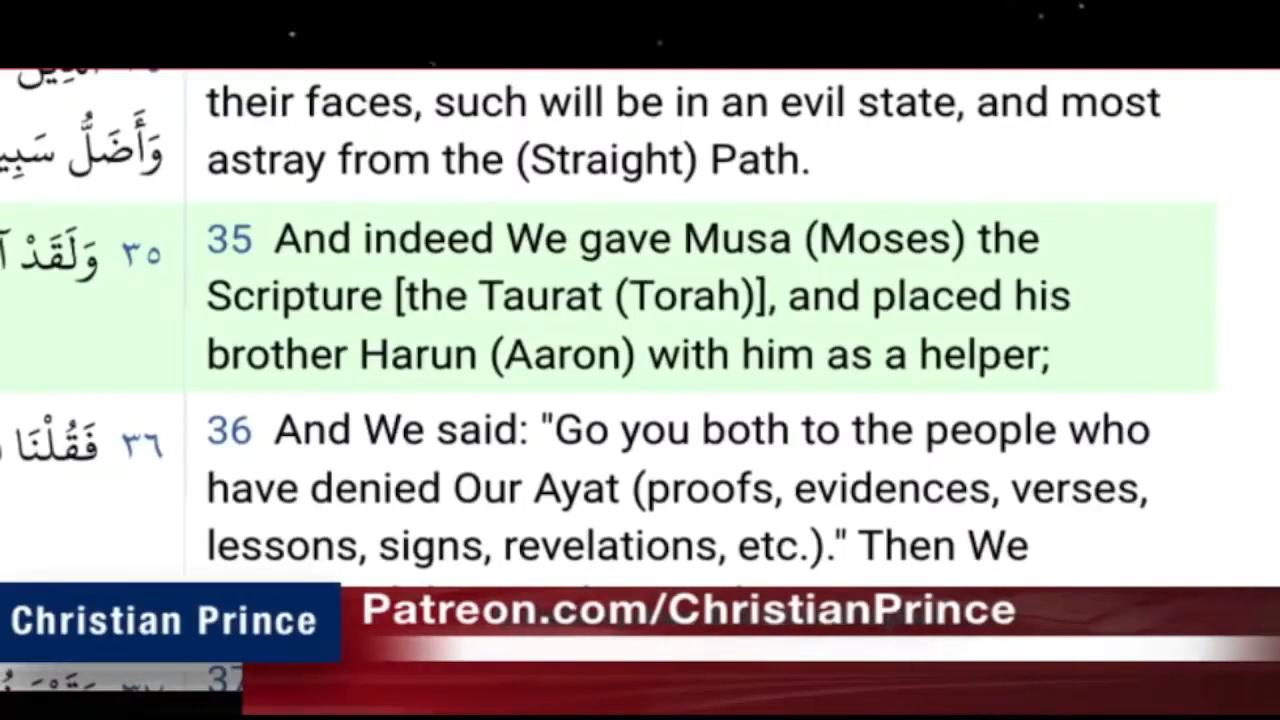 their faces, such will be in an evil state, and most
وَأَضَلُّ
astray from the (Straight) Path.
٣٥ وَلَقَدْ
35 And indeed We gave Musa (Moses) the
Scripture [the Taurat (Torah)], and placed his
brother Harun (Aaron) with him as a helper;
٣٦ فَقُلْنَا
36 And We said: "Go you both to the people who
have denied Our Ayat (proofs, evidences, verses,
lessons, signs, revelations, etc.)." Then We
Christian Prince
Patreon.com/ChristianPrince
37